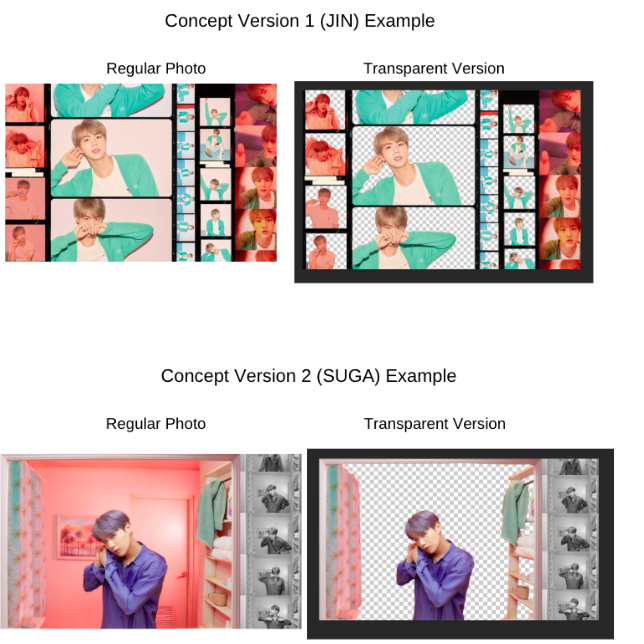 Concept Version 1 (JIN) Example
Regular Photo
Transparent Version
Concept Version 2 (SUGA) Example
Regular Photo
Transparent Version